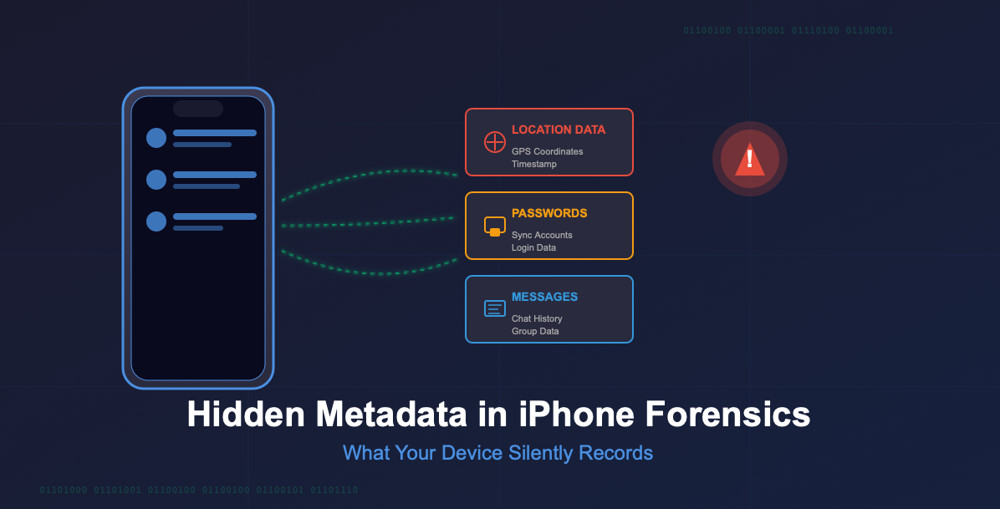 01100100 01100001 01110100 01100001
LOCATION DATA
GPS Coordinates
Timestamp
!
PASSWORDS
Sync Accounts
Login Data
MESSAGES
Chat History
Group Data
Hidden Metadata in iPhone Forensics
What Your Device Silently Records
01101000 01101001 01100100 01100100 01100101 01101110